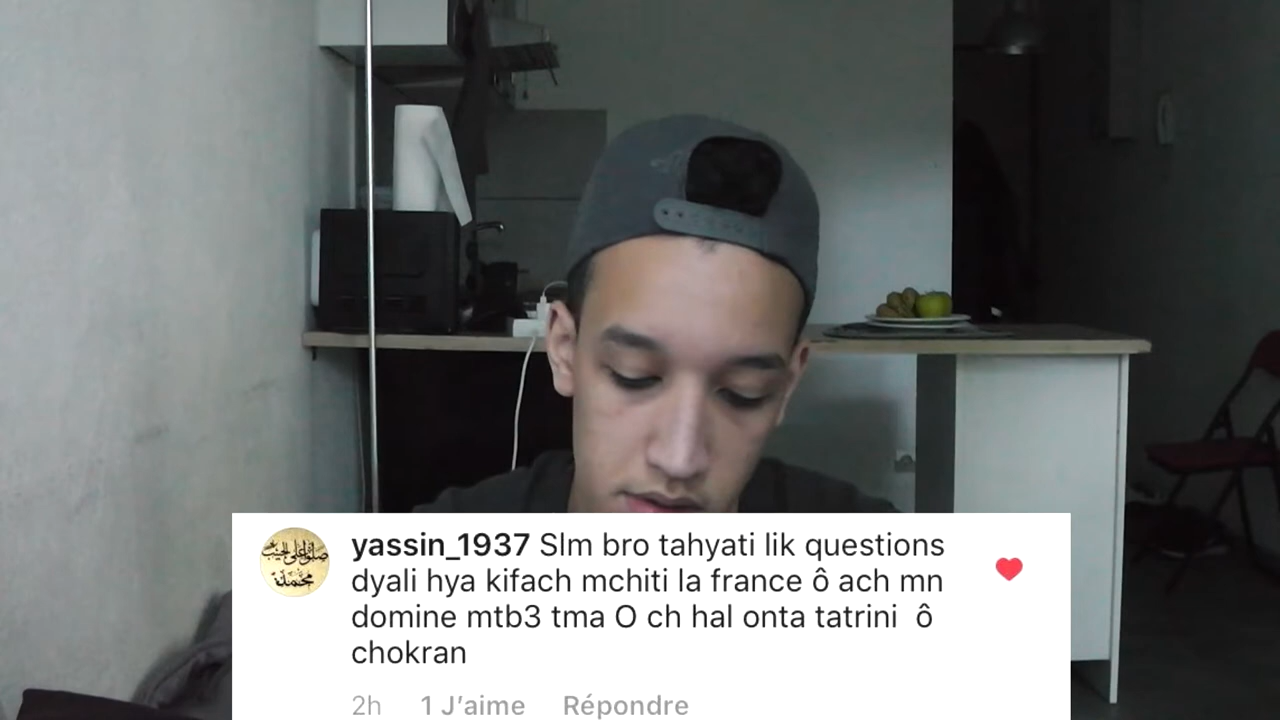 yassin_1937 Slm bro tahyati lik questions
dyali hya kifach mchiti la france ô ach mn
domine mtb3 tma O ch hal onta tatrini ô
chokran
2h 1 J’aime Répondre